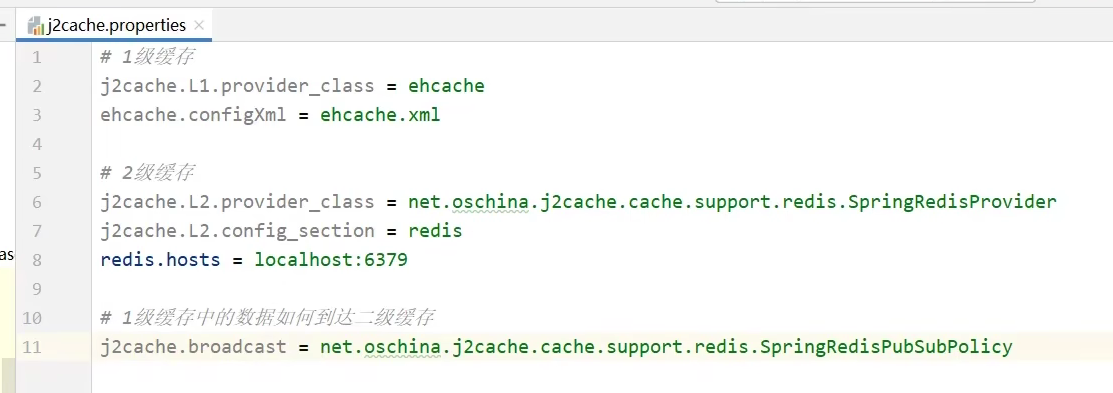 j2cache.properties
1 # 1级缓存
2 j2cache.L1.provider_class = ehcache
3 ehcache.configXml = ehcache.xml
4
5 # 2级缓存
6 j2cache.L2.provider_class = net.oschina.j2cache.cache.support.redis.SpringRedisProvider
7 j2cache.L2.config_section = redis
8 redis.hosts = localhost:6379
9
10 # 1级缓存中的数据如何到达二级缓存
11 j2cache.broadcast = net.oschina.j2cache.cache.support.redis.SpringRedisPubSubPolicy